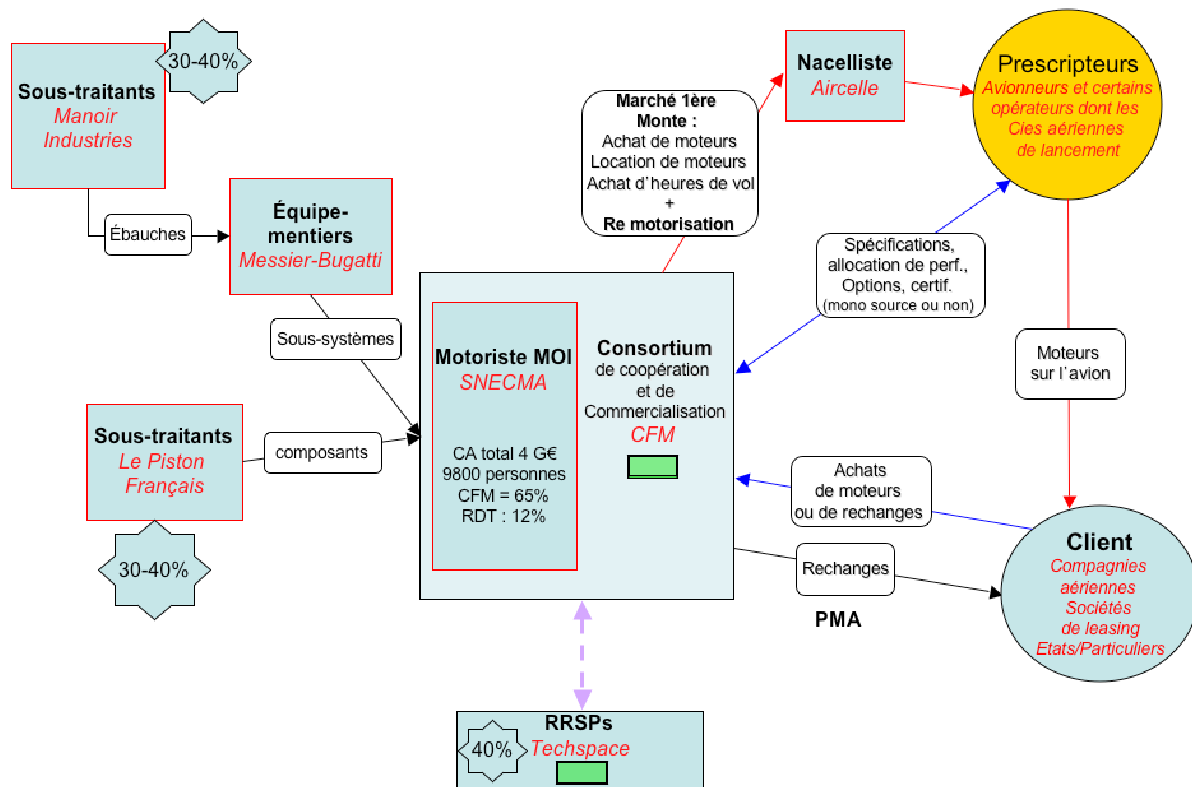 30-40%
Sous-traitants
Manoir
Industries
Ébauches
Équipe-
mentiers
Messier-Bugatti
Sous-systèmes
Sous-traitants
Le Piston
Français
30-40%
composants
Motoriste MOI
SNECMA
CA total 4 G€
9800 personnes
CFM = 65%
RDT : 12%
Consortium
de coopération
et de
Commercialisation
CFM
Marché 1ère
Monte :
Achat de moteurs
Location de moteurs
Achat d'heures de vol
+
Re motorisation
Nacelliste
Aircelle
Prescripteurs
Avionneurs et certains
opérateurs dont les
Cies aériennes
de lancement
Spécifications,
allocation de perf.,
Options, certif.
(mono source ou non)
Moteurs
sur l'avion
Achats
de moteurs
ou de rechanges
Rechanges
PMA
Client
Compagnies
aériennes
Sociétés
de leasing
Etats/Particuliers
RRSPs
40%
Techspace